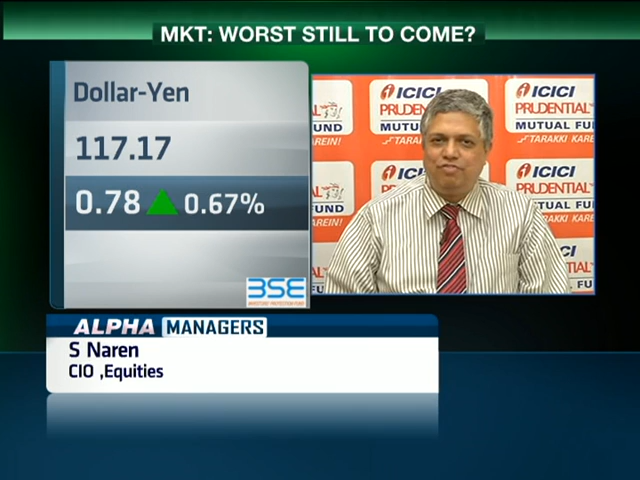 MKT: WORST STILL TO COME?
Dollar-Yen
117.17
0.78 0.67%
BSE
ICICI
PRUDENTIAL
MUTUAL FUND
TARAKKI KAREIN!
ALPHA MANAGERS
S Naren
CIO ,Equities